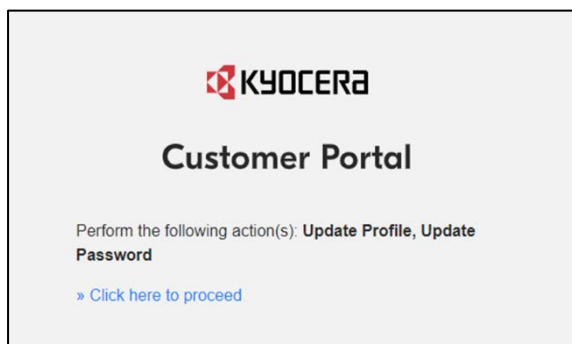 KYOCERA
Customer Portal
Perform the following action(s): Update Profile, Update
Password
» Click here to proceed